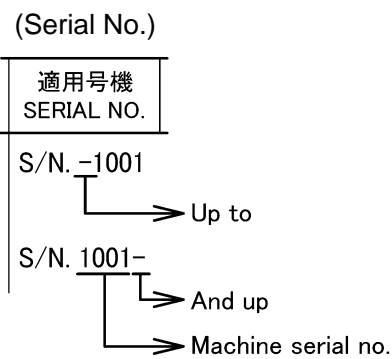 (Serial No.)
適用号機
SERIAL NO.
S/N. -1001
Up to
S/N. 1001-
And up
Machine serial no.